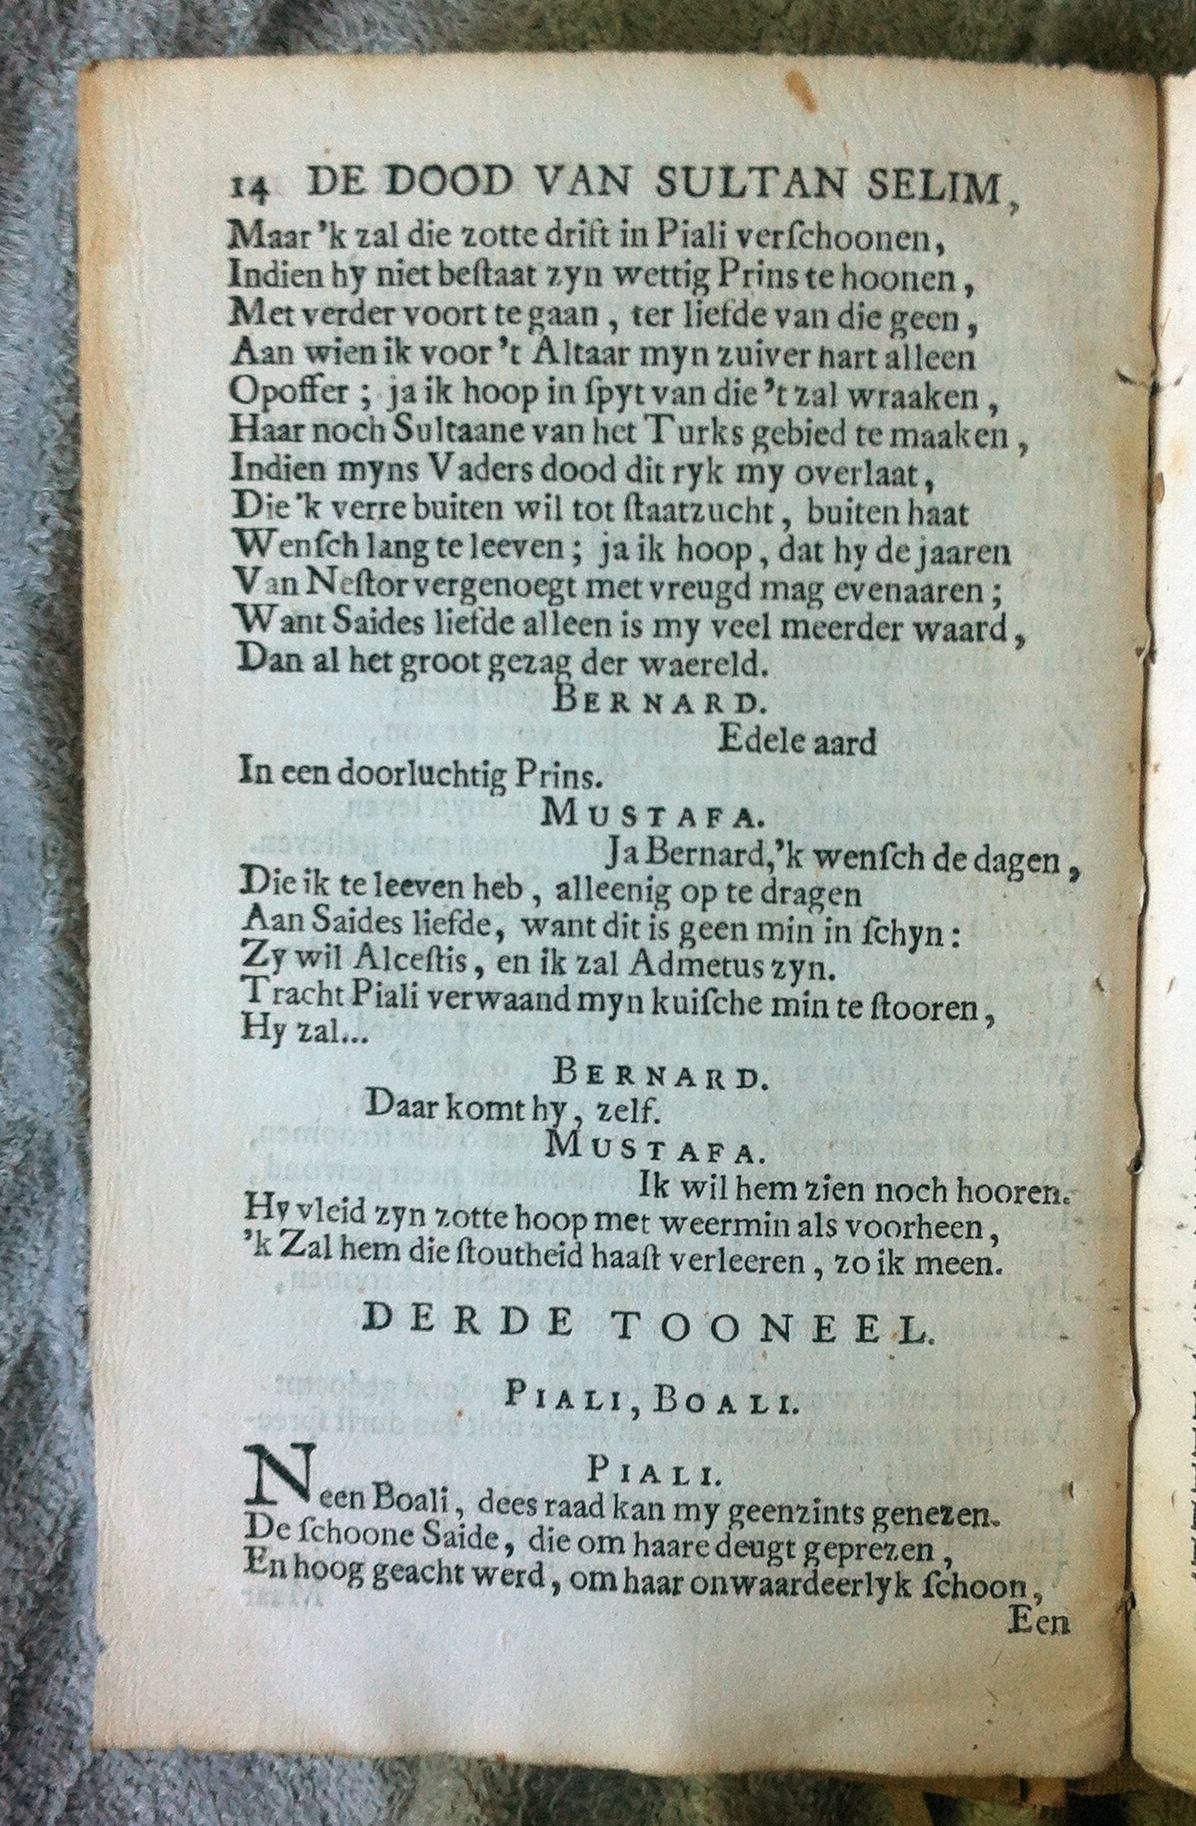 14 DE DOOD VAN SULTAN SELIM,
Maar 'k zal die zotte drift in Piali verſchoonen,
Indien hy niet beſtaat zyn wettig Prins te hoonen,
Met verder voort te gaan, ter liefde van die geen,
Aan wien ik voor 't Altaar myn zuiver hart alleen
Opoffer; ja ik hoop in ſpyt van die 't zal wraaken,
Haar noch Sultaane van het Turks gebied te maaken,
Indien myns Vaders dood dit ryk my overlaat,
Die 'k verre buiten wil tot ſtaatzucht, buiten haat
Wenſch lang te leeven; ja ik hoop, dat hy de jaaren
Van Neſtor vergenoegt met vreugd mag evenaaren;
Want Saides liefde alleen is my veel meerder waard,
Dan al het groot gezag der waereld.
BERNARD.
Edele aard
In een doorluchtig Prins.
MUSTAFA.
Ja Bernard, 'k wenſch de dagen,
Die ik te leeven heb, alleenig op te dragen
Aan Saides liefde, want dit is geen min in ſchyn:
Zy wil Alceſtis, en ik zal Admetus zyn.
Tracht Piali verwaand myn kuiſche min te ſtooren,
Hy zal...
BERNARD.
Daar komt hy, zelf.
MUSTAFA.
Ik wil hem zien noch hooren.
Hy vleid zyn zotte hoop met weermin als voorheen,
'k Zal hem die ſtoutheid haaſt verleeren, zo ik meen.
DERDE TOONEEL.
PIALI, BOALI.
PIALI.
Neen Boali, dees raad kan my geenzints genezen.
De ſchoone Saide, die om haare deugt geprezen,
En hoog geacht werd, om haar onwaardeerlyk ſchoon,
Een